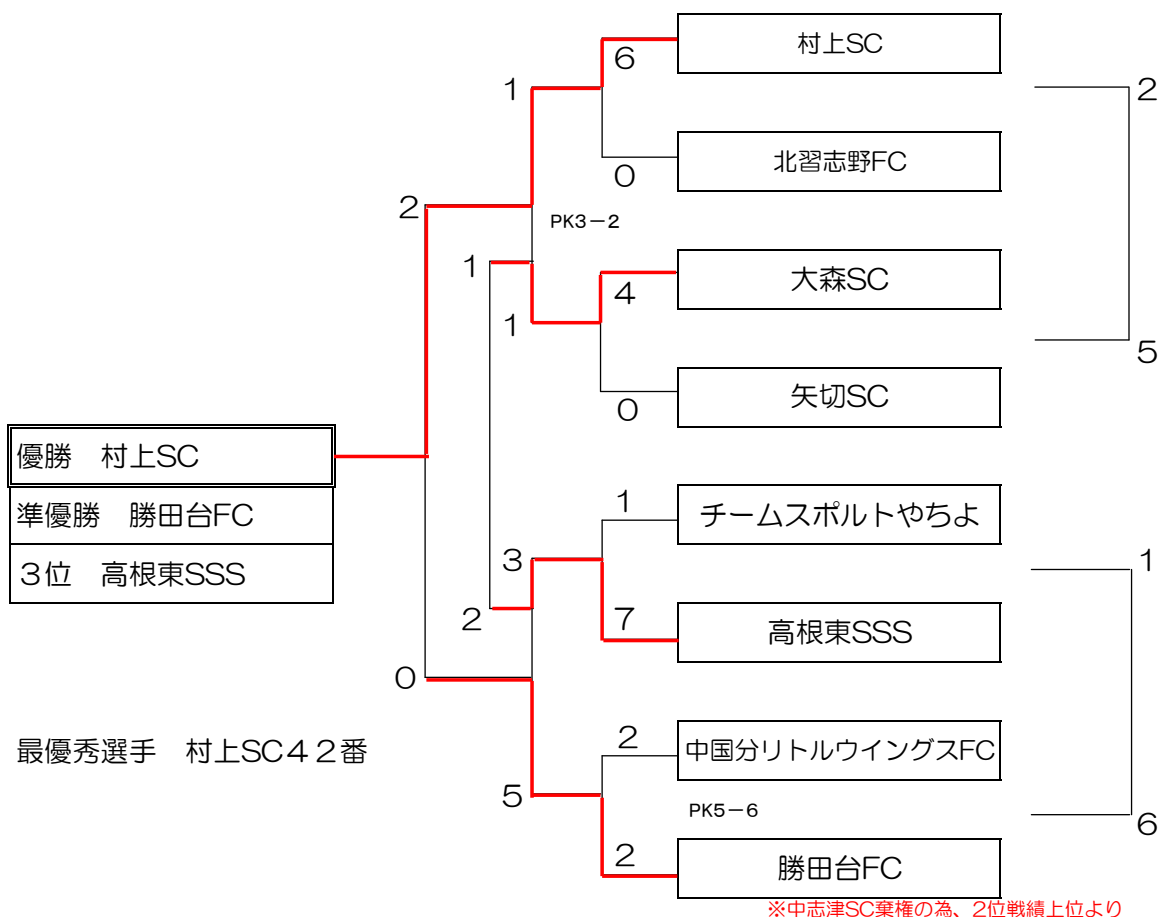 村上SC
6
1
2
0
北習志野FC
2
PK3－2
1
大森SC
4
1
5
0
矢切SC
優勝　村上SC
準優勝　勝田台FC
3位　高根東SSS
1
チームスポルトやちよ
3
1
2
7
高根東SSS
0
最優秀選手　村上SC４２番
2
中国分リトルウイングスFC
5
PK5－6
6
2
勝田台FC
※中志津SC棄権の為、2位戦績上位より